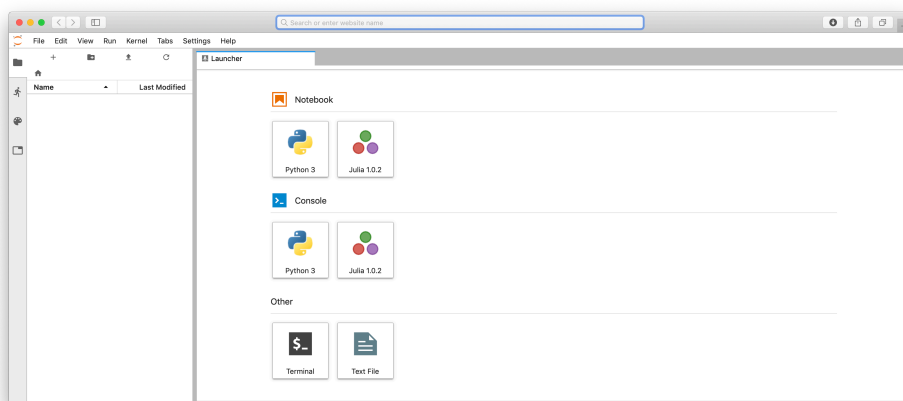 Search or enter website name
File Edit View Run Kernel Tabs Settings Help
Launcher
Name Last Modified
Notebook
Python 3 Julia 1.0.2
>_ Console
Python 3 Julia 1.0.2
Other
$_
Terminal Text File